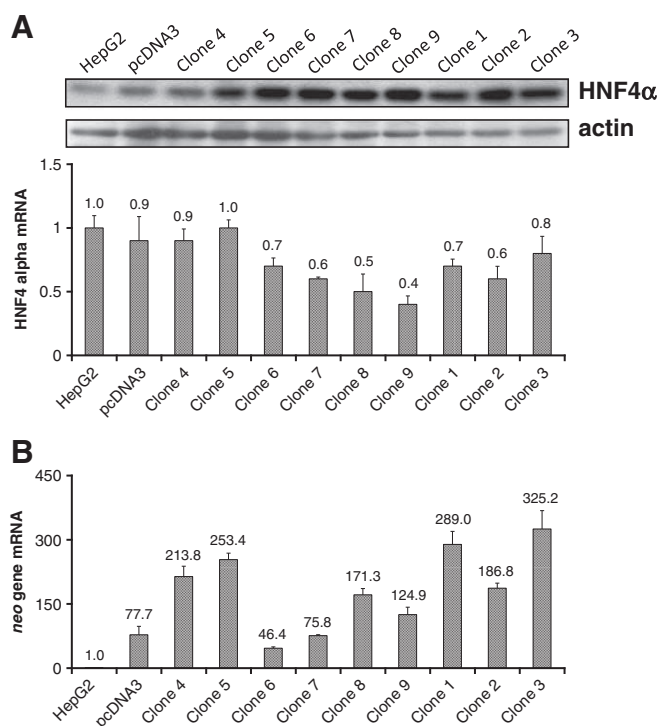 A
HepG2 pcDNA3 Clone 4 Clone 5 Clone 6 Clone 7 Clone 8 Clone 9 Clone 1 Clone 2 Clone 3
HNF4α
actin
HNF4 alpha mRNA
1.5
1
0.5
0
1.0 0.9 0.9 1.0 0.7 0.6 0.5 0.4 0.7 0.6 0.8
HepG2 pcDNA3 Clone 4 Clone 5 Clone 6 Clone 7 Clone 8 Clone 9 Clone 1 Clone 2 Clone 3
B
neo gene mRNA
450
300
150
0
1.0 77.7 213.8 253.4 46.4 75.8 171.3 124.9 289.0 186.8 325.2
HepG2 pcDNA3 Clone 4 Clone 5 Clone 6 Clone 7 Clone 8 Clone 9 Clone 1 Clone 2 Clone 3